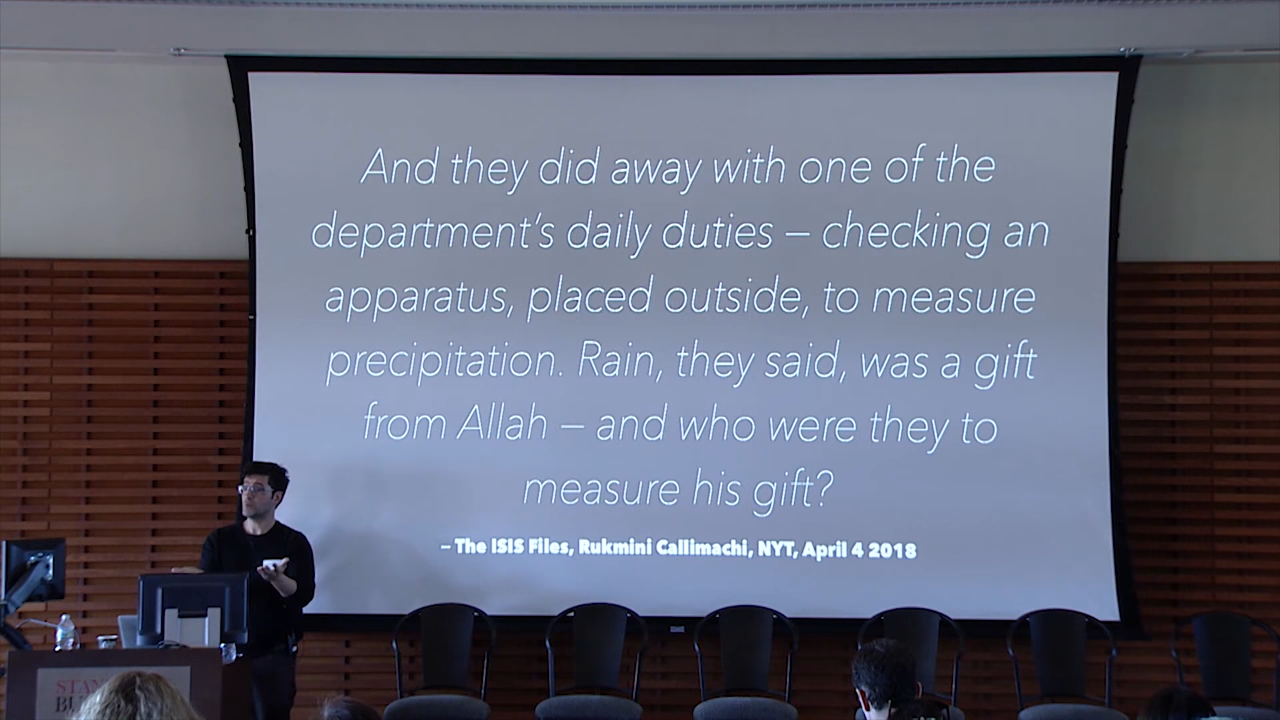 And they did away with one of the
department's daily duties – checking an
apparatus, placed outside, to measure
precipitation. Rain, they said, was a gift
from Allah – and who were they to
measure his gift?
– The ISIS Files, Rukmini Callimachi, NYT, April 4 2018